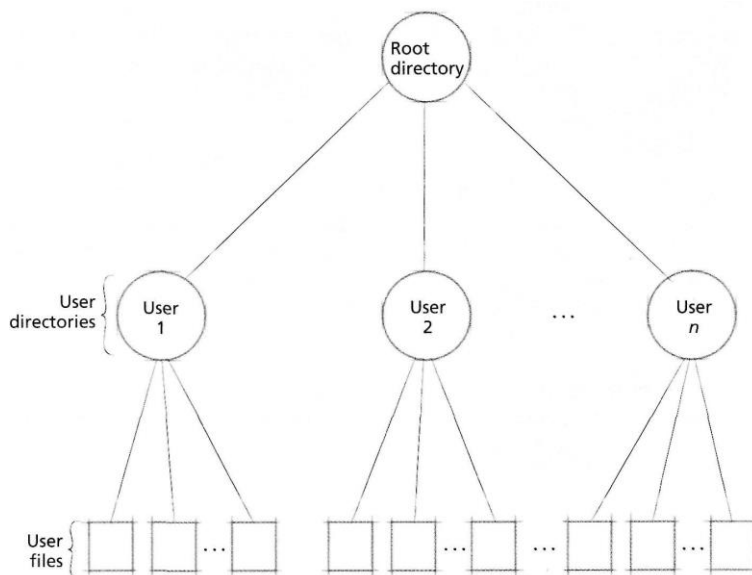 Root
directory
User
directories
User
1
User
2
...
User
n
User
files
...
...
...
...